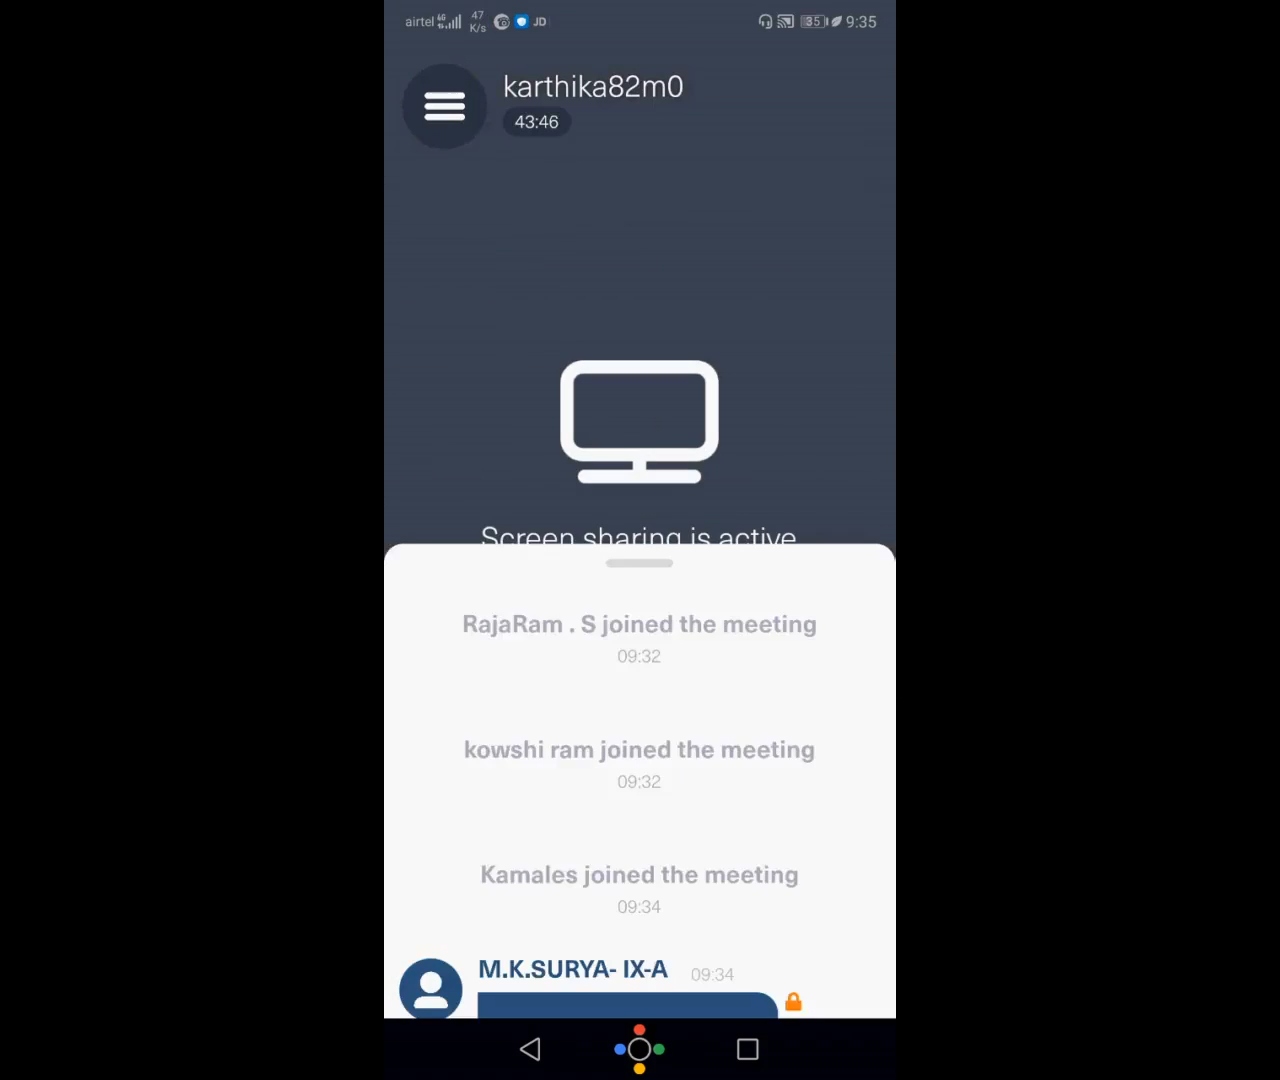 airtel 4G 47 K/s JD 35 9:35
karthika82m0
43:46
Screen sharing is active
RajaRam . S joined the meeting
09:32
kowshi ram joined the meeting
09:32
Kamales joined the meeting
09:34
M.K.SURYA- IX-A 09:34